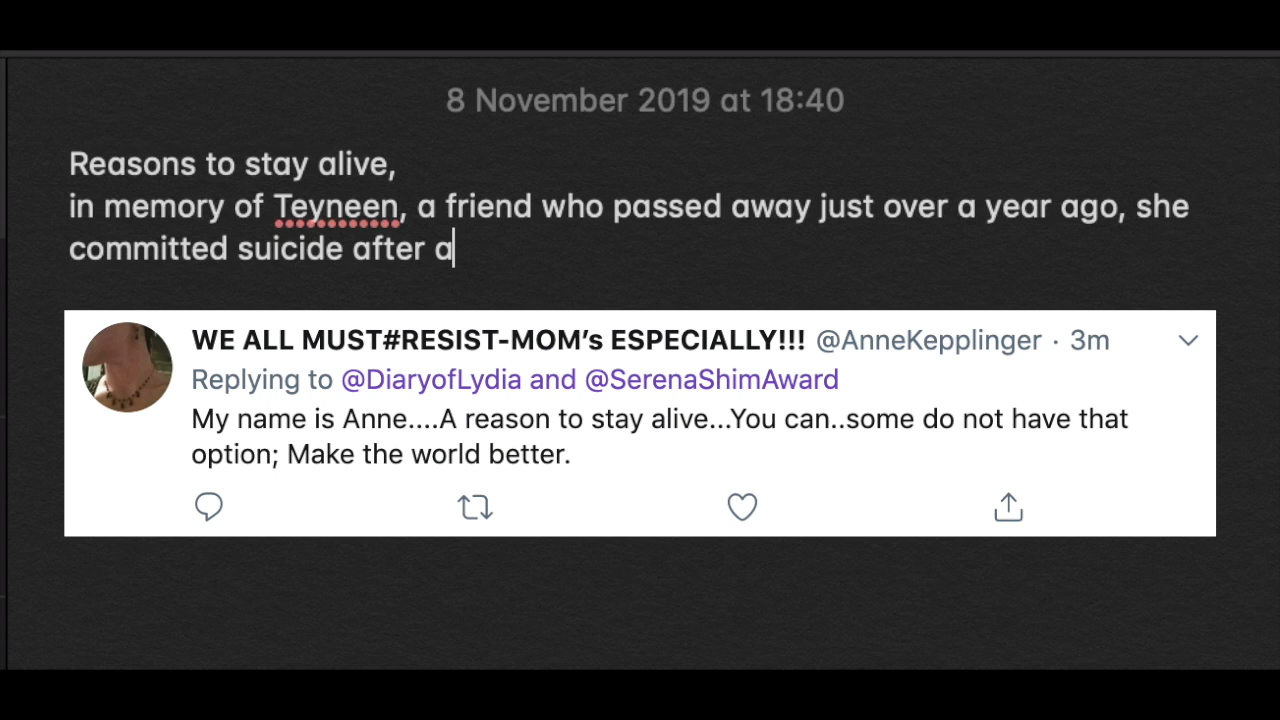 8 November 2019 at 18:40
Reasons to stay alive,
in memory of Teyneen, a friend who passed away just over a year ago, she
committed suicide after a
WE ALL MUST#RESIST-MOM's ESPECIALLY!!! @AnneKepplinger · 3m
Replying to @DiaryofLydia and @SerenaShimAward
My name is Anne....A reason to stay alive...You can..some do not have that
option; Make the world better.